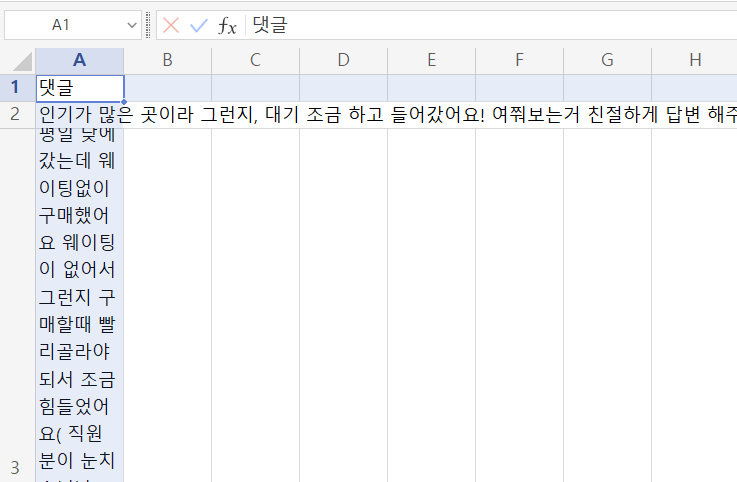 A1 fx 댓글
A B C D E F G H
1 댓글
2 인기가 많은 곳이라 그런지, 대기 조금 하고 들어갔어요! 여쭤보는거 친절하게 답변 해주
평일 낮에
갔는데 웨
이팅없이
구매했어
요 웨이팅
이 없어서
그런지 구
매할때 빨
리골라야
되서 조금
힘들었어
요( 직원
3 분이 눈치